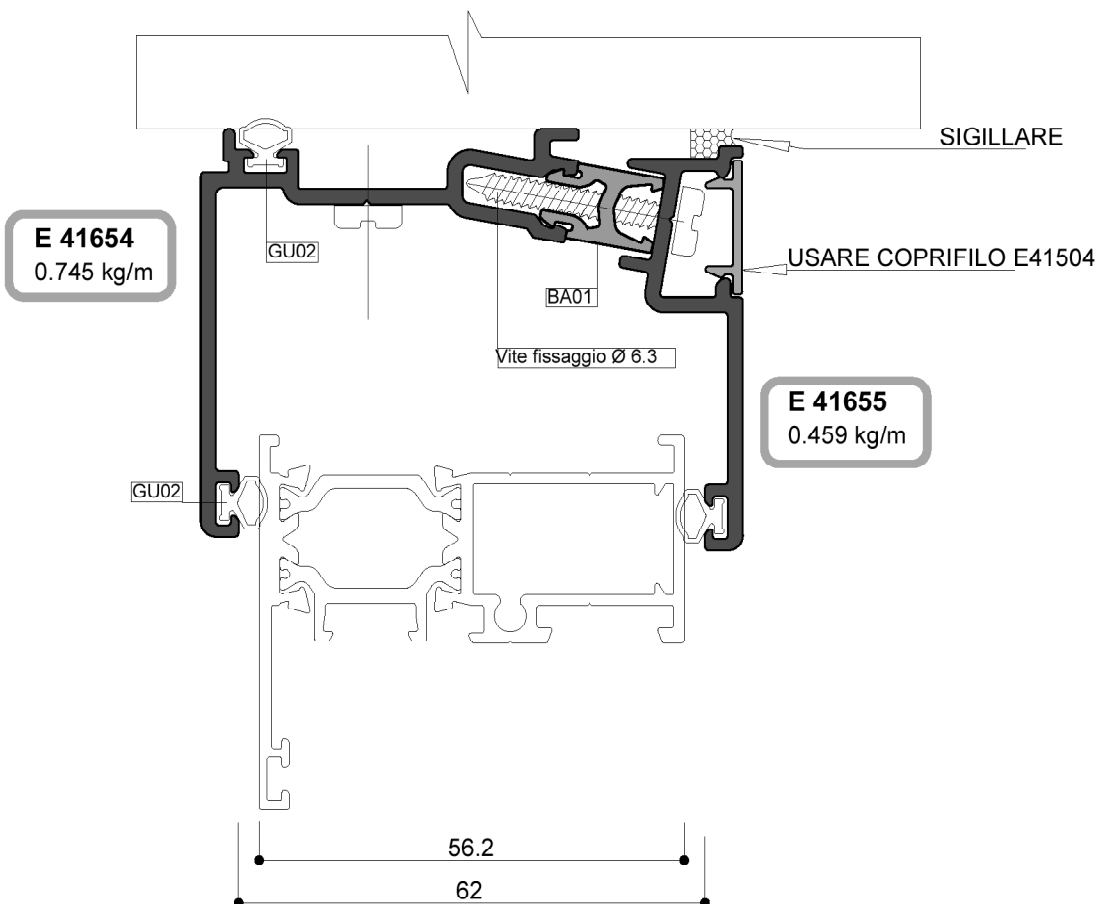 SIGILLARE
E 41654
0.745 kg/m
GU02
USARE COPRIFILO E41504
BA01
Vite fissaggio Ø 6.3
E 41655
0.459 kg/m
GU02
56.2
62